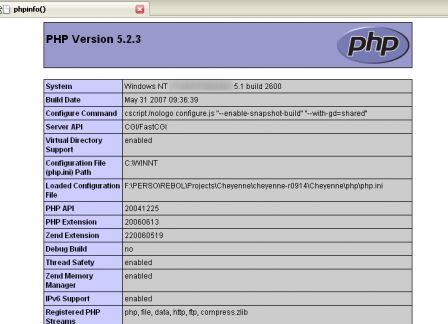 phpinfo()
PHP Version 5.2.3
php
System Windows NT 5.1 build 2600
Build Date May 31 2007 09:36:39
Configure Command cscript /nologo configure.js "--enable-snapshot-build" "--with-gd=shared"
Server API CGI/FastCGI
Virtual Directory enabled
Support
Configuration File C:\WINNT
(php.ini) Path
Loaded Configuration F:\PERSO\REBOL\Projects\Cheyenne\cheyenne-r0914\Cheyenne\php\php.ini
File
PHP API 20041225
PHP Extension 20060613
Zend Extension 220060519
Debug Build no
Thread Safety enabled
Zend Memory enabled
Manager
IPv6 Support enabled
Registered PHP php, file, data, http, ftp, compress.zlib
Streams